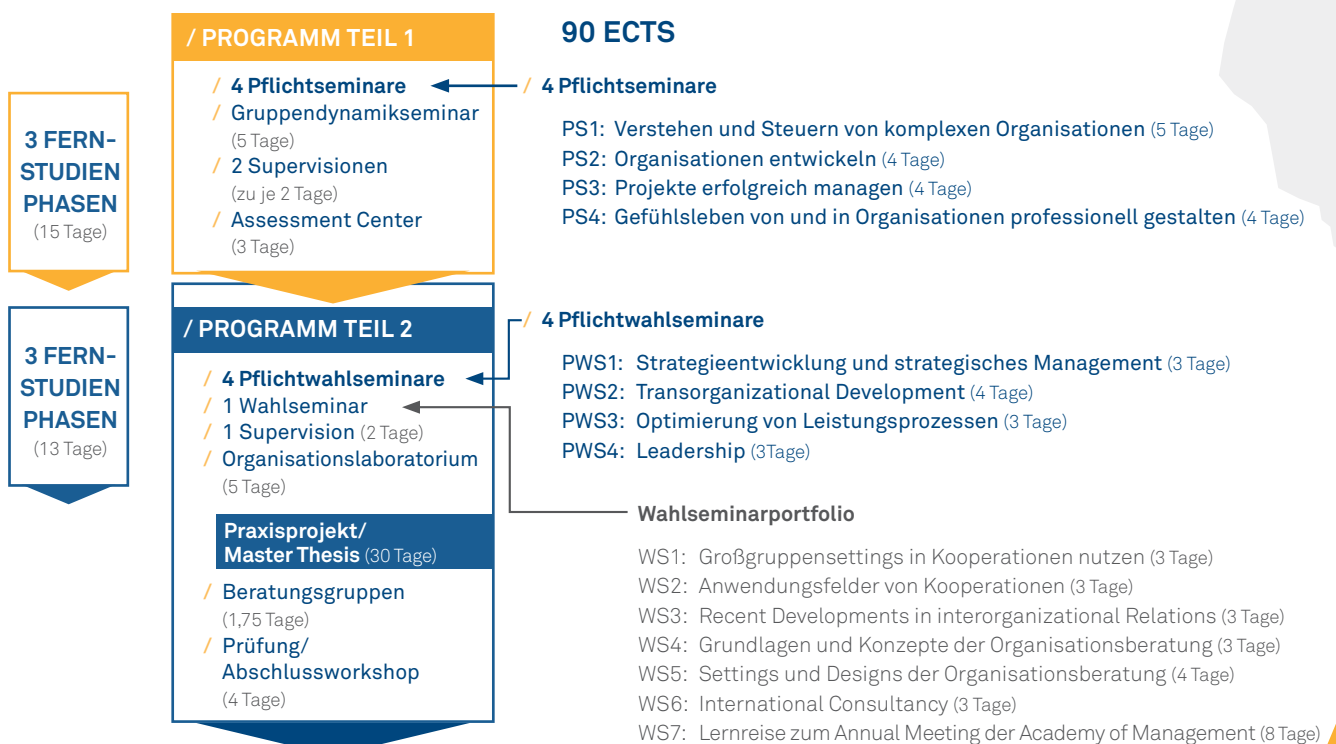 90 ECTS
3 FERN-
STUDIEN
PHASEN
(15 Tage)
/ PROGRAMM TEIL 1
/ 4 Pflichtseminare
/ Gruppendynamikseminar
(5 Tage)
/ 2 Supervisionen
(zu je 2 Tage)
/ Assessment Center
(3 Tage)
/ 4 Pflichtseminare
PS1: Verstehen und Steuern von komplexen Organisationen (5 Tage)
PS2: Organisationen entwickeln (4 Tage)
PS3: Projekte erfolgreich managen (4 Tage)
PS4: Gefühlsleben von und in Organisationen professionell gestalten (4 Tage)
3 FERN-
STUDIEN
PHASEN
(13 Tage)
/ PROGRAMM TEIL 2
/ 4 Pflichtwahlseminare
/ 1 Wahlseminar
/ 1 Supervision (2 Tage)
/ Organisationslaboratorium
(5 Tage)
Praxisprojekt/
Master Thesis (30 Tage)
/ Beratungsgruppen
(1,75 Tage)
/ Prüfung/
Abschlussworkshop
(4 Tage)
/ 4 Pflichtwahlseminare
PWS1: Strategieentwicklung und strategisches Management (3 Tage)
PWS2: Transorganizational Development (4 Tage)
PWS3: Optimierung von Leistungsprozessen (3 Tage)
PWS4: Leadership (3Tage)
Wahlseminarportfolio
WS1: Großgruppensettings in Kooperationen nutzen (3 Tage)
WS2: Anwendungsfelder von Kooperationen (3 Tage)
WS3: Recent Developments in interorganizational Relations (3 Tage)
WS4: Grundlagen und Konzepte der Organisationsberatung (3 Tage)
WS5: Settings und Designs der Organisationsberatung (4 Tage)
WS6: International Consultancy (3 Tage)
WS7: Lernreise zum Annual Meeting der Academy of Management (8 Tage)